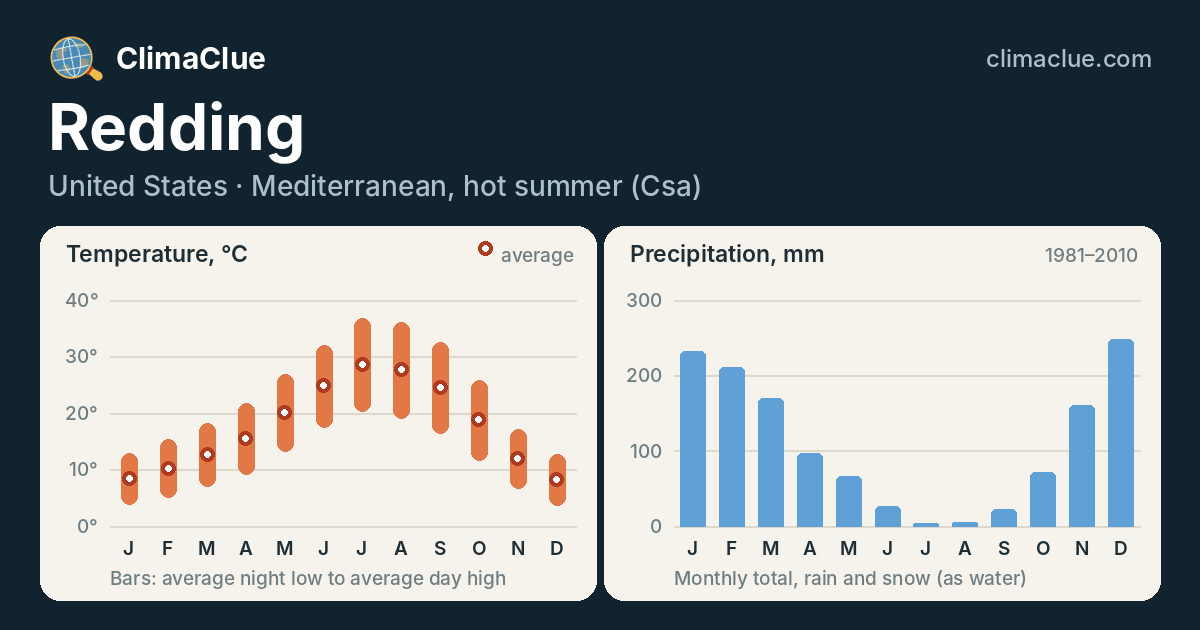 ClimaClue
climaclue.com
Redding
United States · Mediterranean, hot summer (Csa)
Temperature, °C
average
40°
30°
20°
10°
0°
J F M A M J J A S O N D
Bars: average night low to average day high
Precipitation, mm
1981–2010
300
200
100
0
J F M A M J J A S O N D
Monthly total, rain and snow (as water)